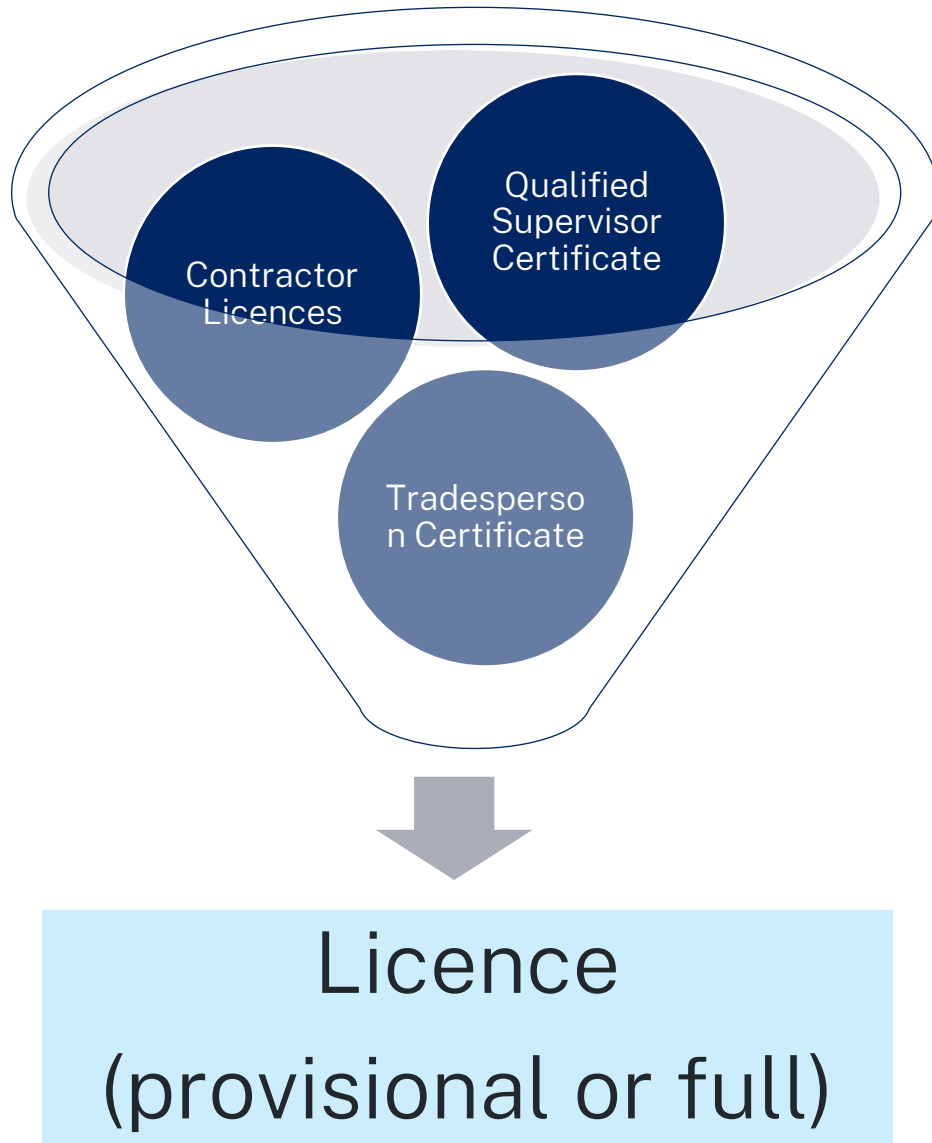 Qualified
Supervisor
Certificate
Contractor
Licences
Tradesperso
n Certificate
Licence
(provisional or full)